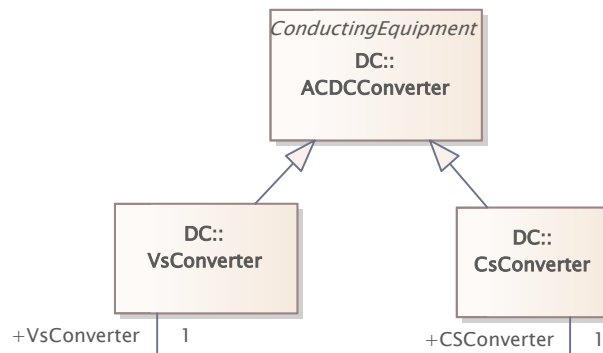 ConductingEquipment
DC::
ACDCConverter
DC::
VsConverter
DC::
CsConverter
+VsConverter 1
+CSConverter 1